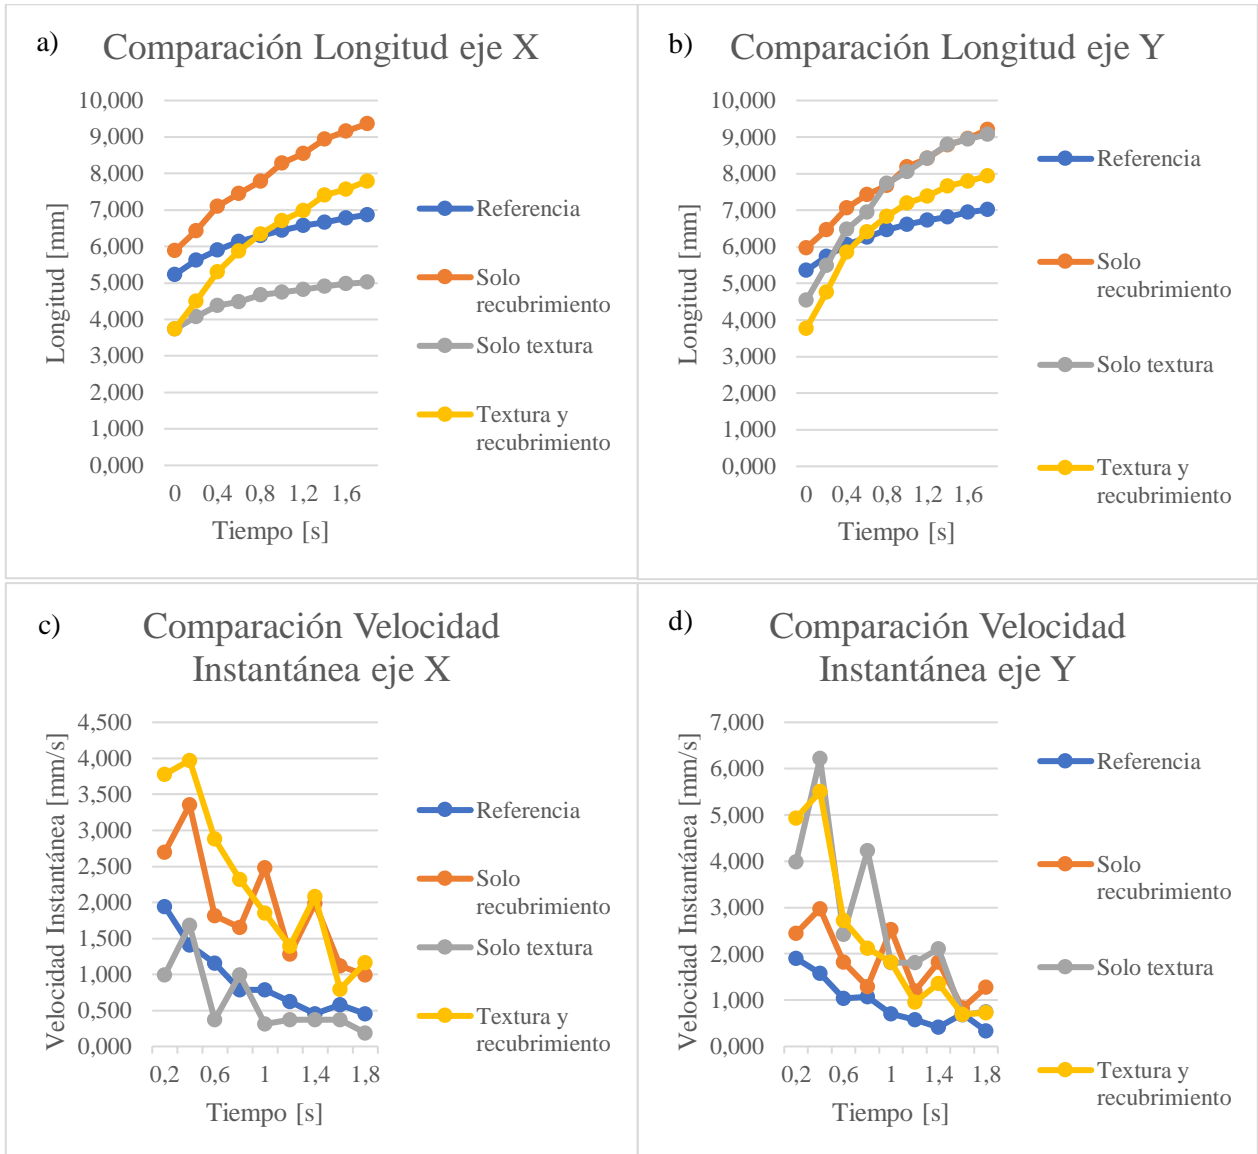 a)
Comparación Longitud eje X
Longitud [mm]
10,000
9,000
8,000
7,000
6,000
5,000
4,000
3,000
2,000
1,000
0,000
0 0,4 0,8 1,2 1,6
Tiempo [s]
Referencia
Solo
recubrimiento
Solo textura
Textura y
recubrimiento
b)
Comparación Longitud eje Y
Longitud [mm]
10,000
9,000
8,000
7,000
6,000
5,000
4,000
3,000
2,000
1,000
0,000
0 0,4 0,8 1,2 1,6
Tiempo [s]
Referencia
Solo
recubrimiento
Solo textura
Textura y
recubrimiento
c)
Comparación Velocidad
Instantánea eje X
Velocidad Instantánea [mm/s]
4,500
4,000
3,500
3,000
2,500
2,000
1,500
1,000
0,500
0,000
0,2 0,6 1 1,4 1,8
Tiempo [s]
Referencia
Solo
recubrimiento
Solo textura
Textura y
recubrimiento
d)
Comparación Velocidad
Instantánea eje Y
Velocidad Instantánea [mm/s]
7,000
6,000
5,000
4,000
3,000
2,000
1,000
0,000
0,2 0,6 1 1,4 1,8
Tiempo [s]
Referencia
Solo
recubrimiento
Solo textura
Textura y
recubrimiento